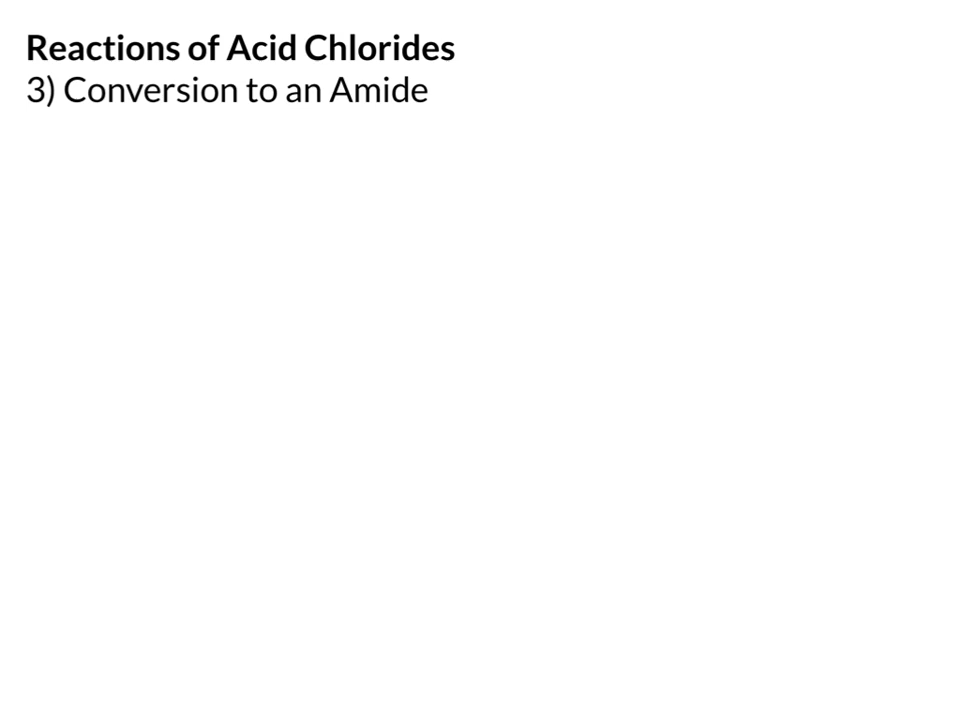 Reactions of Acid Chlorides
3) Conversion to an Amide